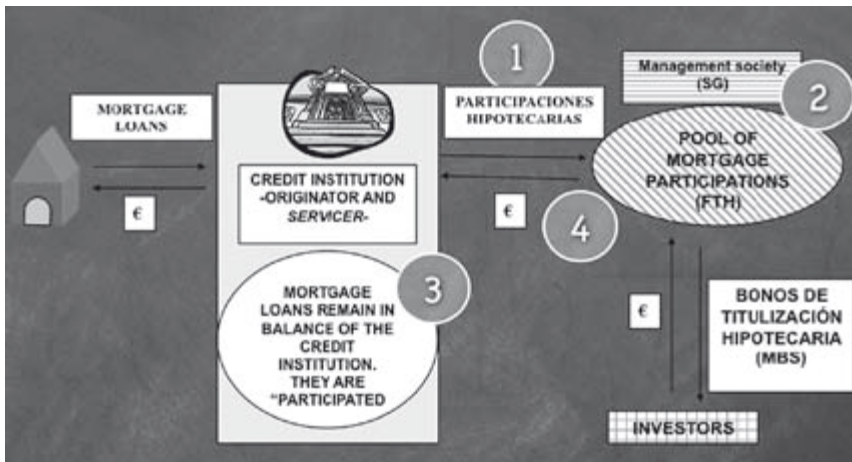 MORTGAGE
LOANS
€
CREDIT INSTITUTION
-ORIGINATOR AND
SERVICER-
3
MORTGAGE
LOANS REMAIN IN
BALANCE OF THE
CREDIT
INSTITUTION.
THEY ARE
"PARTICIPATED
1
PARTICIPACIONES
HIPOTECARIAS
€
4
Management society
(SG)
2
POOL OF
MORTGAGE
PARTICIPATIONS
(FTH)
€
BONOS DE
TITULIZACIÓN
HIPOTECARIA
(MBS)
INVESTORS